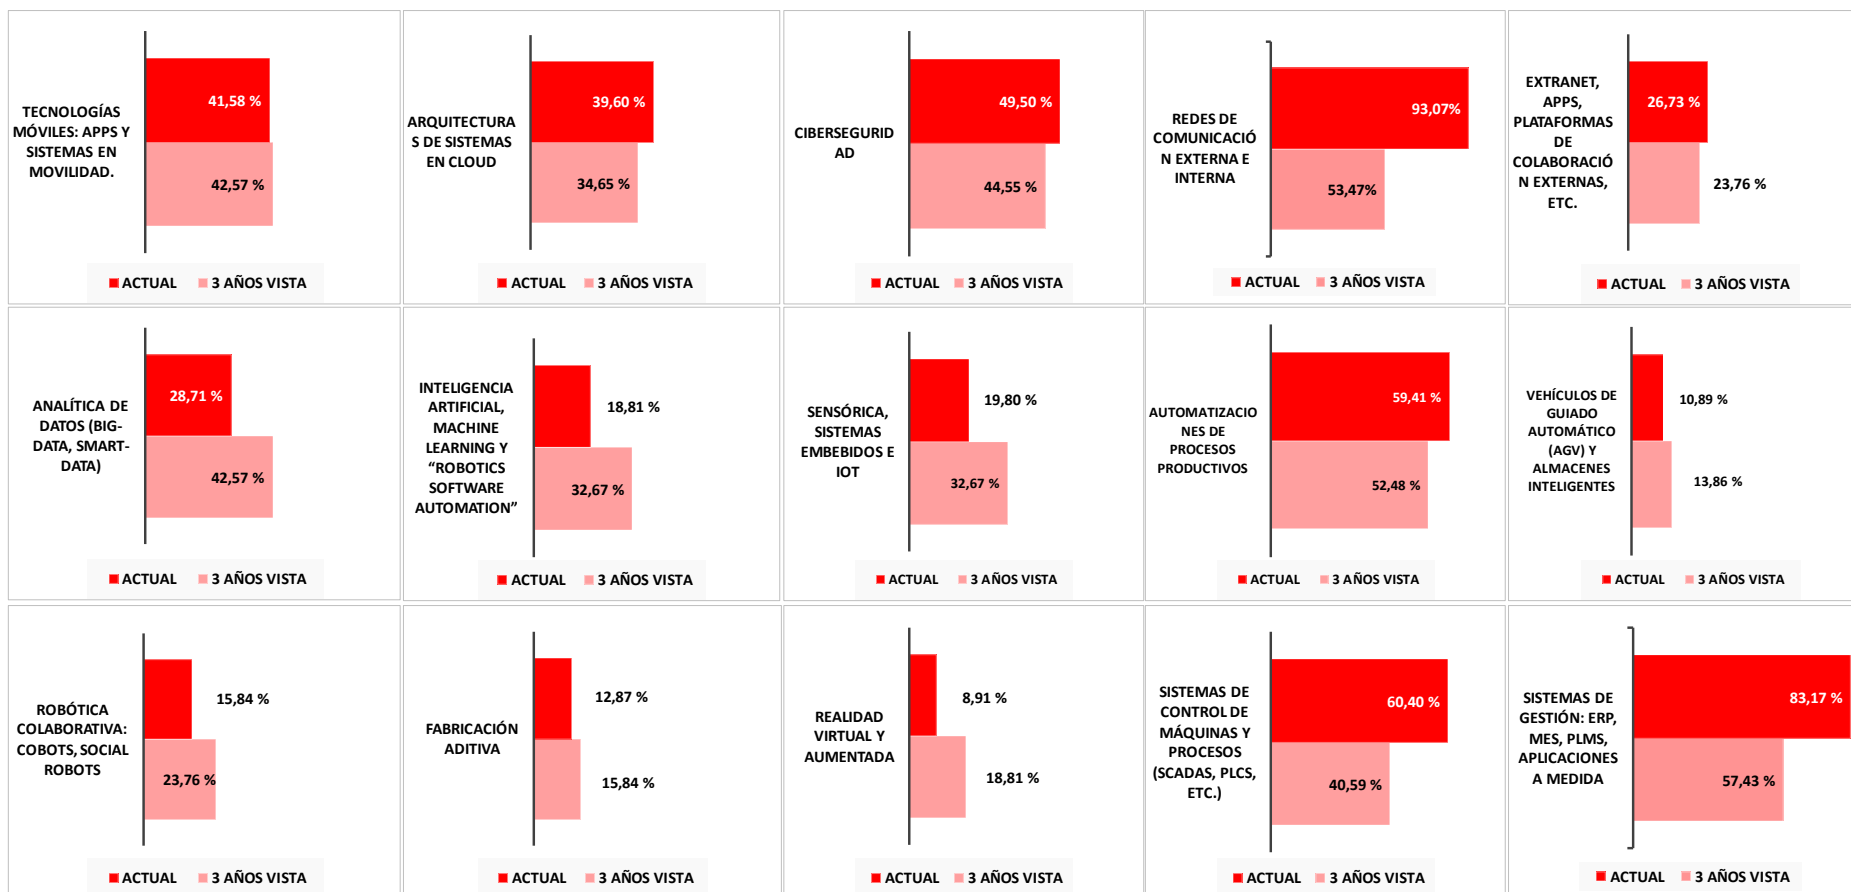 TECNOLOGÍAS
MÓVILES: APPS Y
SISTEMAS EN
MOVILIDAD.
41,58 %
42,57 %
ACTUAL 3 AÑOS VISTA
ARQUITECTURA
S DE SISTEMAS
EN CLOUD
39,60 %
34,65 %
ACTUAL 3 AÑOS VISTA
CIBERSEGURID
AD
49,50 %
44,55 %
ACTUAL 3 AÑOS VISTA
REDES DE
COMUNICACIÓ
N EXTERNA E
INTERNA
93,07%
53,47%
ACTUAL 3 AÑOS VISTA
EXTRANET,
APPS,
PLATAFORMAS
DE
COLABORACIÓ
N EXTERNAS,
ETC.
26,73 %
23,76 %
ACTUAL 3 AÑOS VISTA
ANALÍTICA DE
DATOS (BIG-
DATA, SMART-
DATA)
28,71 %
42,57 %
ACTUAL 3 AÑOS VISTA
INTELIGENCIA
ARTIFICIAL,
MACHINE
LEARNING Y
“ROBOTICS
SOFTWARE
AUTOMATION”
18,81 %
32,67 %
ACTUAL 3 AÑOS VISTA
SENSÓRICA,
SISTEMAS
EMBEBIDOS E
IOT
19,80 %
32,67 %
ACTUAL 3 AÑOS VISTA
AUTOMATIZACIO
NES DE
PROCESOS
PRODUCTIVOS
59,41 %
52,48 %
ACTUAL 3 AÑOS VISTA
VEHÍCULOS DE
GUIADO
AUTOMÁTICO
(AGV) Y
ALMACENES
INTELIGENTES
10,89 %
13,86 %
ACTUAL 3 AÑOS VISTA
ROBÓTICA
COLABORATIVA:
COBOTS, SOCIAL
ROBOTS
15,84 %
23,76 %
ACTUAL 3 AÑOS VISTA
FABRICACIÓN
ADITIVA
12,87 %
15,84 %
ACTUAL 3 AÑOS VISTA
REALIDAD
VIRTUAL Y
AUMENTADA
8,91 %
18,81 %
ACTUAL 3 AÑOS VISTA
SISTEMAS DE
CONTROL DE
MÁQUINAS Y
PROCESOS
(SCADAS, PLCS,
ETC.)
60,40 %
40,59 %
ACTUAL 3 AÑOS VISTA
SISTEMAS DE
GESTIÓN: ERP,
MES, PLMS,
APLICACIONES
A MEDIDA
83,17 %
57,43 %
ACTUAL 3 AÑOS VISTA